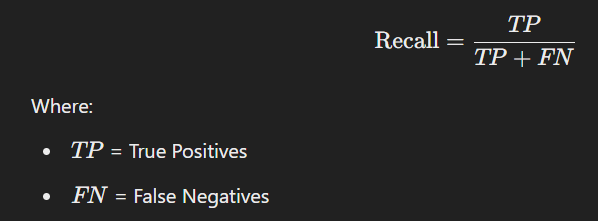 Recall = TP / TP + FN
Where:
• TP = True Positives
• FN = False Negatives